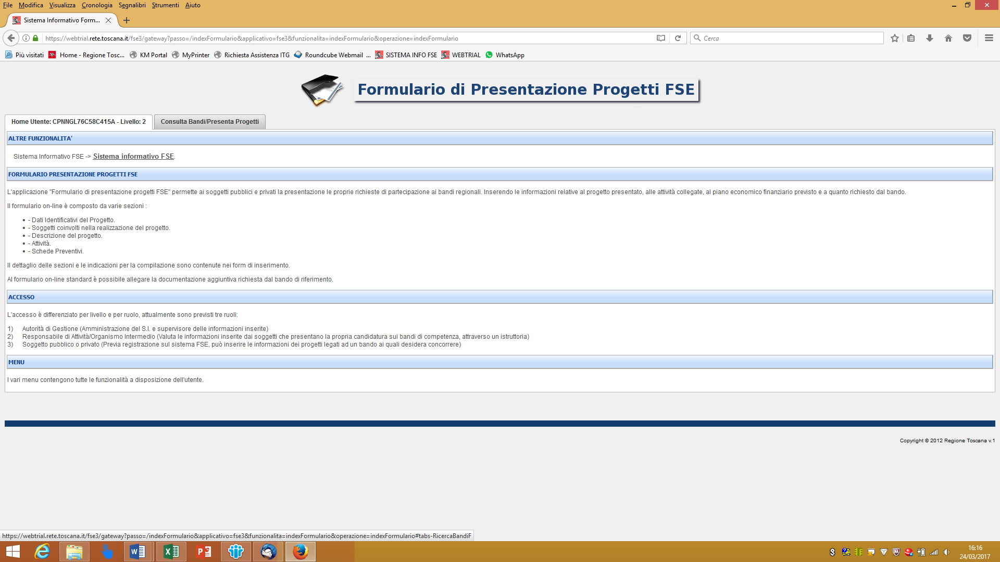 File Modifica Visualizza Cronologia Segnalibri Strumenti Aiuto
Sistema Informativo Form...
https://webtrial.rete.toscana.it/fse3/gateway?passo=/indexFormulario&applicativo=fse3&funzionalita=indexFormulario&operazione=indexFormulario
Cerca
Più visitati Home - Regione Tosc... KM Portal MyPrinter Richiesta Assistenza ITG Roundcube Webmail ... SISTEMA INFO FSE WEBTRIAL WhatsApp
Formulario di Presentazione Progetti FSE
Home Utente: CPNNGL76C58C415A - Livello: 2 Consulta Bandi/Presenta Progetti
ALTRE FUNZIONALITA'
Sistema Informativo FSE -> Sistema informativo FSE.
FORMULARIO PRESENTAZIONE PROGETTI FSE
L'applicazione "Formulario di presentazione progetti FSE" permette ai soggetti pubblici e privati la presentazione le proprie richieste di partecipazione ai bandi regionali. Inserendo le informazioni relative al progetto presentato, alle attività collegate, al piano economico finanziario previsto e a quanto richiesto dal bando.
Il formulario on-line è composto da varie sezioni :
• - Dati Identificativi del Progetto.
• - Soggetti coinvolti nella realizzazione del progetto.
• - Descrizione del progetto.
• - Attività.
• - Schede Preventivi.
Il dettaglio delle sezioni e le indicazioni per la compilazione sono contenute nei form di inserimento.
Al formulario on-line standard è possibile allegare la documentazione aggiuntiva richiesta dal bando di riferimento.
ACCESSO
L'accesso è differenziato per livello e per ruolo, attualmente sono previsti tre ruoli:
1) Autorità di Gestione (Amministrazione del S.I. e supervisore delle informazioni inserite)
2) Responsabile di Attività/Organismo Intermedio (Valuta le informazioni inserite dai soggetti che presentano la propria candidatura sui bandi di competenza, attraverso un istruttoria)
3) Soggetto pubblico o privato (Previa registrazione sul sistema FSE, può inserire le informazioni dei progetti legati ad un bando ai quali desidera concorrere)
MENU
I vari menu contengono tutte le funzionalità a disposizione dell'utente.
Copyright © 2012 Regione Toscana v.1
https://webtrial.rete.toscana.it/fse3/gateway?passo=/indexFormulario&applicativo=fse3&funzionalita=indexFormulario&operazione=indexFormulario#tabs-RicercaBandiF
16:16
24/03/2017